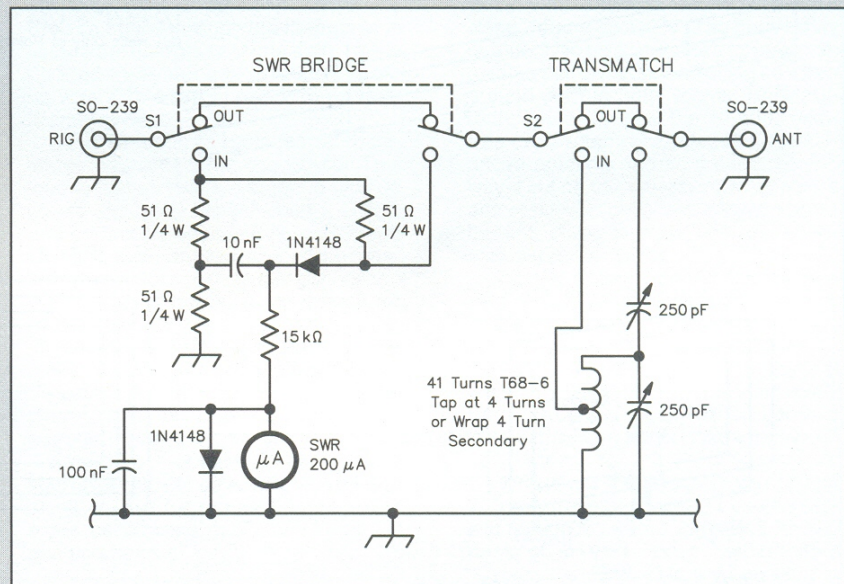 SWR BRIDGE
TRANSMATCH
SO-239
RIG
S1
OUT
IN
S2
OUT
IN
SO-239
ANT
51 Ω
1/4 W
10 nF
1N4148
51 Ω
1/4 W
51 Ω
1/4 W
15 kΩ
250 pF
250 pF
41 Turns T68-6
Tap at 4 Turns
or Wrap 4 Turn
Secondary
1N4148
100 nF
μA
SWR
200 μA